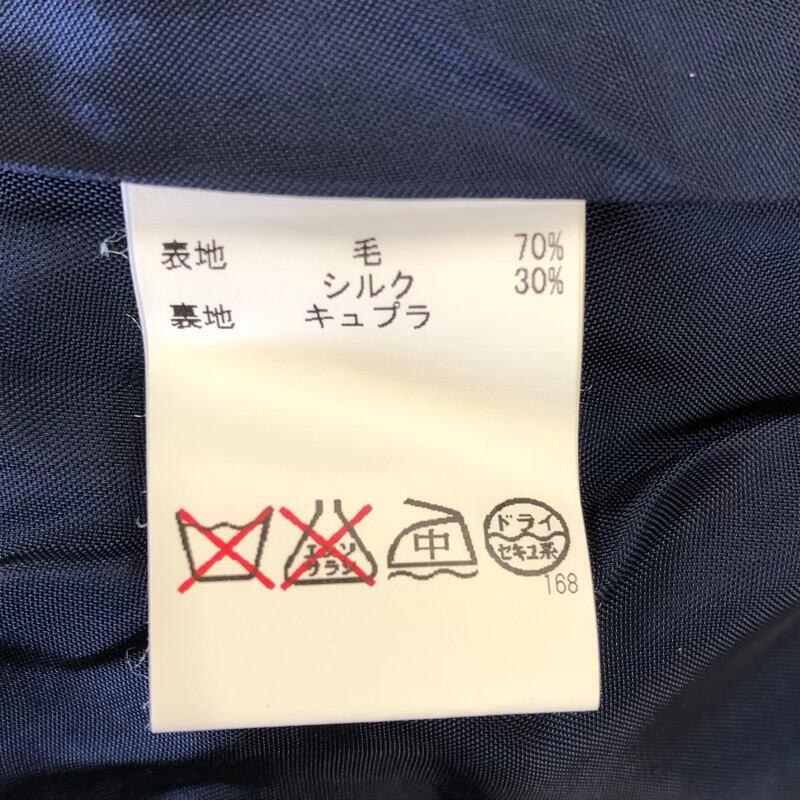 表地 毛 70%
シルク 30%
裏地 キュプラ
エンソ
サラシ
中
ドライ
セキユ系
168